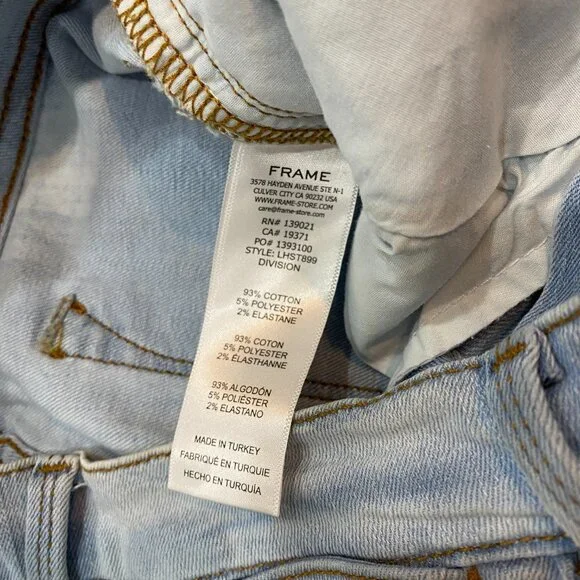 FRAME
3578 HAYDEN AVENUE STE N-1
CULVER CITY CA 90232 USA
WWW.FRAME-STORE.COM
care@frame-store.com
RN# 139021
CA# 19371
PO# 1393100
STYLE: LHST899
DIVISION
93% COTTON
5% POLYESTER
2% ELASTANE
93% COTON
5% POLYESTER
2% ÉLASTHANNE
93% ALGODÓN
5% POLIÉSTER
2% ELASTANO
MADE IN TURKEY
FABRIQUÉ EN TURQUIE
HECHO EN TURQUÍA